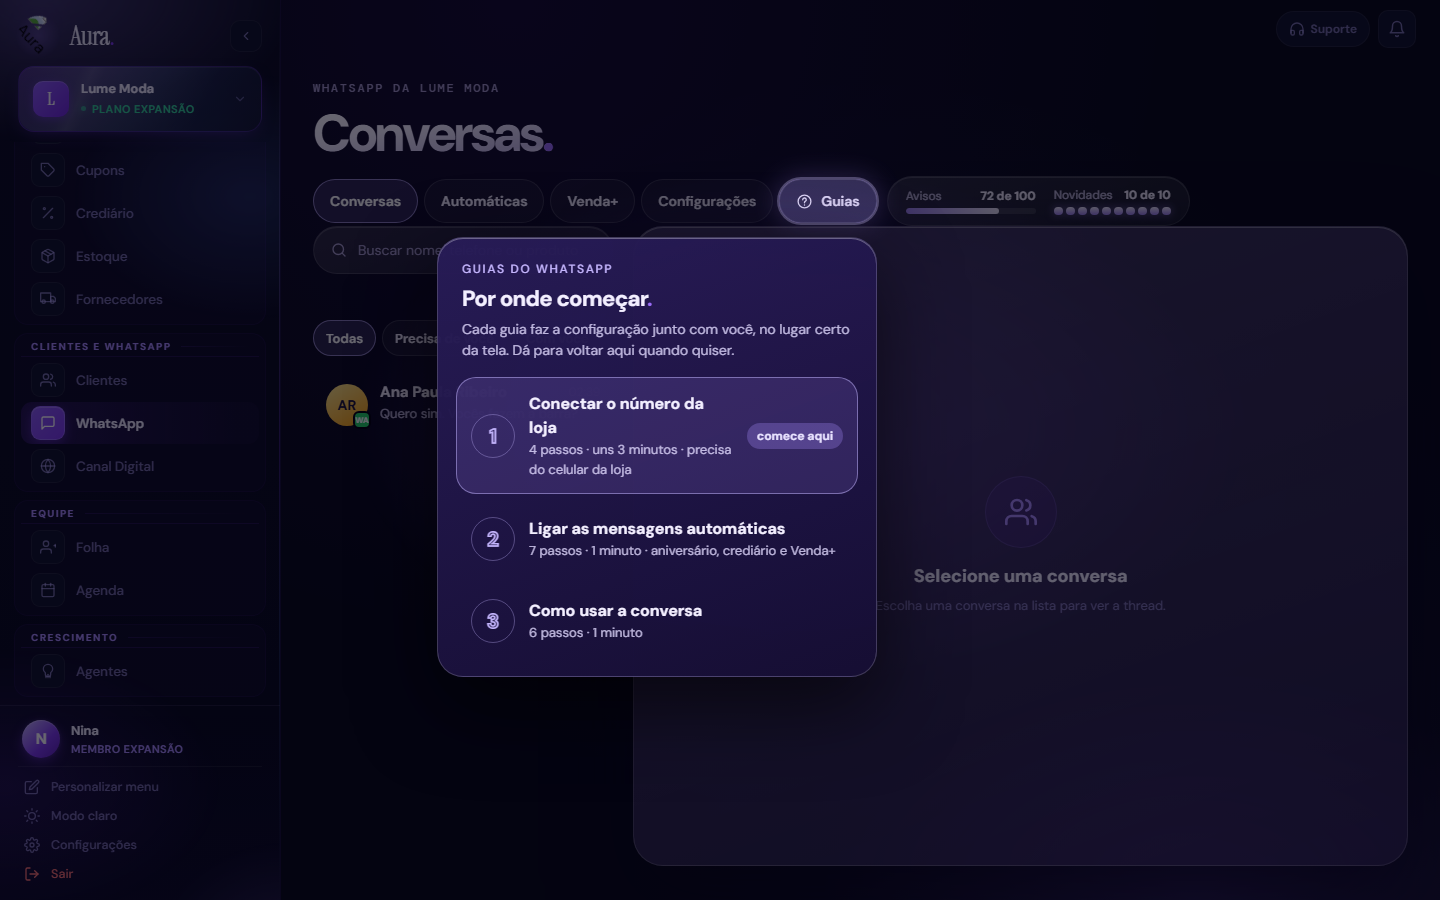 Aura
Aura.
Suporte
L
Lume Moda
PLANO EXPANSÃO
Cupons
Crediário
Estoque
Fornecedores
CLIENTES E WHATSAPP
Clientes
WhatsApp
Canal Digital
EQUIPE
Folha
Agenda
CRESCIMENTO
Agentes
N
Nina
MEMBRO EXPANSÃO
Personalizar menu
Modo claro
Configurações
Sair
WHATSAPP DA LUME MODA
Conversas.
Conversas
Automáticas
Venda+
Configurações
Guias
Avisos 72 de 100
Novidades 10 de 10
Buscar nome
Todas
AR
WA
Ana Pau
Quero sin
GUIAS DO WHATSAPP
Por onde começar.
Cada guia faz a configuração junto com você, no lugar certo
da tela. Dá para voltar aqui quando quiser.
1
Conectar o número da
loja
4 passos · uns 3 minutos · precisa
do celular da loja
comece aqui
2
Ligar as mensagens automáticas
7 passos · 1 minuto · aniversário, crediário e Venda+
3
Como usar a conversa
6 passos · 1 minuto
Selecione uma conversa
Escolha uma conversa na lista para ver a thread.